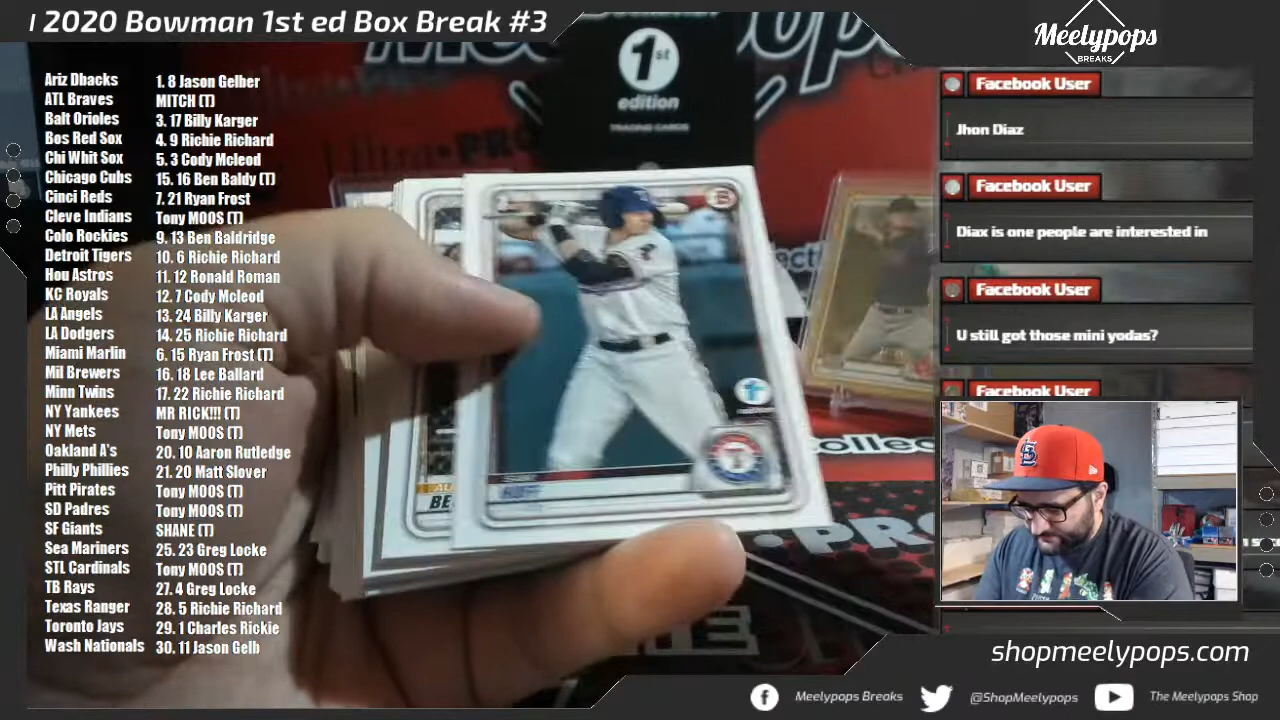 I 2020 Bowman 1st ed Box Break #3
Meelypops
BREAKS
Ariz Dbacks 1. 8 Jason Gelber
ATL Braves MITCH (T)
Balt Orioles 3. 17 Billy Karger
Bos Red Sox 4. 9 Richie Richard
Chi Whit Sox 5. 3 Cody Mcleod
Chicago Cubs 15. 16 Ben Baldy (T)
Cinci Reds 7. 21 Ryan Frost
Cleve Indians Tony MOOS (T)
Colo Rockies 9. 13 Ben Baldridge
Detroit Tigers 10. 6 Richie Richard
Hou Astros 11. 12 Ronald Roman
KC Royals 12. 7 Cody Mcleod
LA Angels 13. 24 Billy Karger
LA Dodgers 14. 25 Richie Richard
Miami Marlin 6. 15 Ryan Frost (T)
Mil Brewers 16. 18 Lee Ballard
Minn Twins 17. 22 Richie Richard
NY Yankees MR RICK!!! (T)
NY Mets Tony MOOS (T)
Oakland A's 20. 10 Aaron Rutledge
Philly Phillies 21. 20 Matt Slover
Pitt Pirates Tony MOOS (T)
SD Padres Tony MOOS (T)
SF Giants SHANE (T)
Sea Mariners 25. 23 Greg Locke
STL Cardinals Tony MOOS (T)
TB Rays 27. 4 Greg Locke
Texas Ranger 28. 5 Richie Richard
Toronto Jays 29. 1 Charles Rickie
Wash Nationals 30. 11 Jason Gelb
1st
edition
TRADING CARDS
HUFF
BE
collec
Facebook User
Jhon Diaz
Facebook User
Diax is one people are interested in
Facebook User
U still got those mini yodas?
Facebook User
shopmeelypops.com
Meelypops Breaks
@ShopMeelypops
The Meelypops Shop